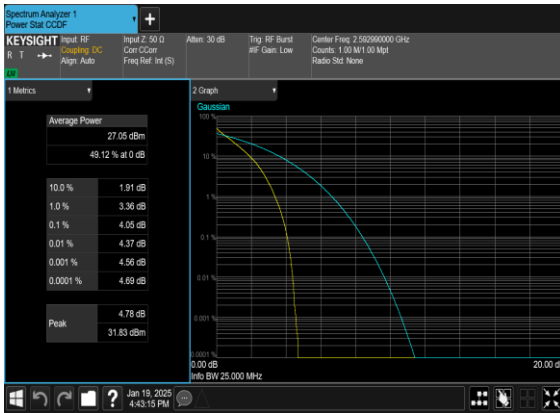 Spectrum Analyzer 1
Power Stat CCDF
+
KEYSIGHT
R T
LXI
Input: RF
Coupling: DC
Align: Auto
Input Z: 50 Ω
Corr CCorr
Freq Ref: Int (S)
Atten: 30 dB
Trig: RF Burst
#IF Gain: Low
Center Freq: 2.592990000 GHz
Counts: 1.00 M/1.00 Mpt
Radio Std: None
1 Metrics
Average Power
27.05 dBm
49.12 % at 0 dB
10.0 % 1.91 dB
1.0 % 3.36 dB
0.1 % 4.05 dB
0.01 % 4.37 dB
0.001 % 4.56 dB
0.0001 % 4.69 dB
Peak
4.78 dB
31.83 dBm
2 Graph
Gaussian
100 %
10 %
1 %
0.1 %
0.01 %
0.001 %
0.0001 %
0.00 dB
20.00 d
Info BW 25.000 MHz
?
Jan 19, 2025
4:43:15 PM